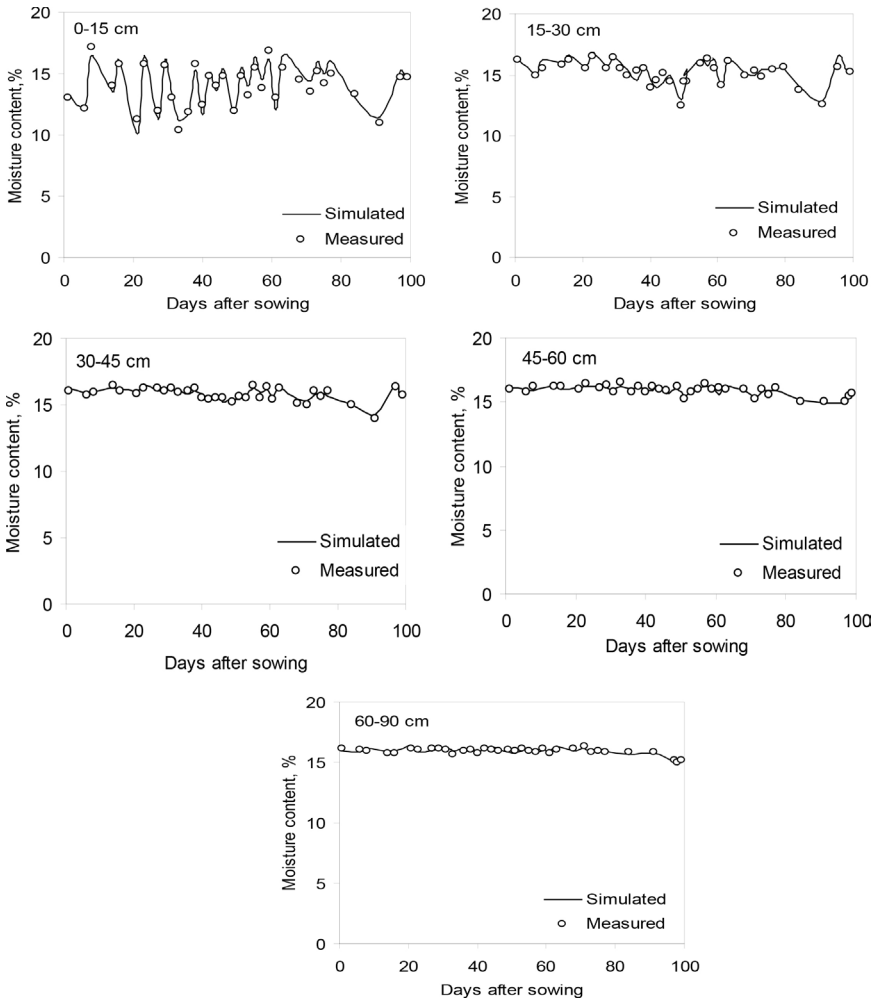 0-15 cm
Moisture content, %
20
15
10
5
0
Simulated
Measured
0 20 40 60 80 100
Days after sowing
15-30 cm
Moisture content, %
20
15
10
5
0
Simulated
Measured
0 20 40 60 80 100
Days after sowing
30-45 cm
Moisture content, %
20
15
10
5
0
Simulated
Measured
0 20 40 60 80 100
Days after sowing
45-60 cm
Moisture content, %
20
15
10
5
0
Simulated
Measured
0 20 40 60 80 100
Days after sowing
60-90 cm
Moisture content, %
20
15
10
5
0
Simulated
Measured
0 20 40 60 80 100
Days after sowing